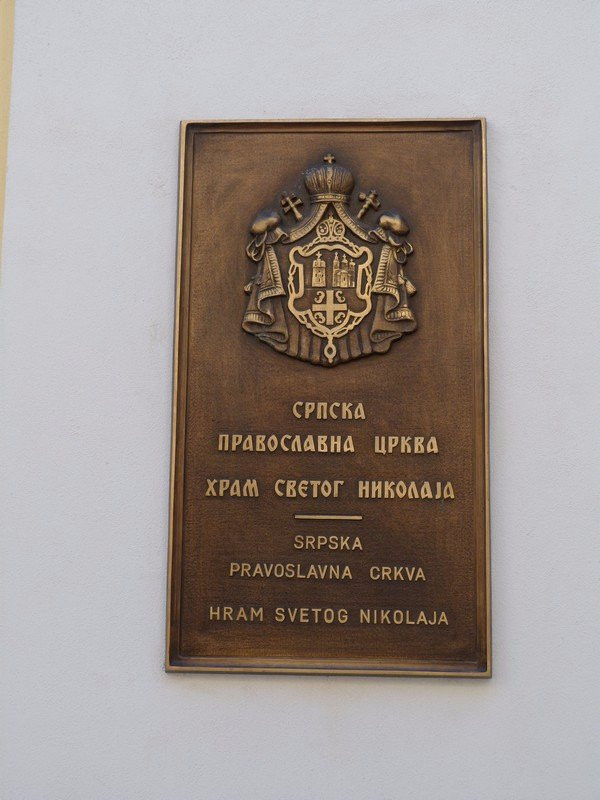 СРПСКА
ПРАВОСЛАВНА ЦРКВА
ХРАМ СВЕТОГ НИКОЛАЈА
SRPSKA
PRAVOSLAVNA CRKVA
HRAM SVETOG NIKOLAJA